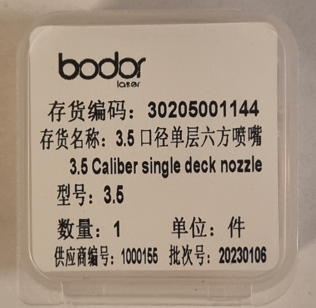 bodor
laser
存货编码：30205001144
存货名称：3.5 口径单层六方喷嘴
3.5 Caliber single deck nozzle
型号：3.5
数量：1 单位：件
供应商编号：1000155 批次号：20230106